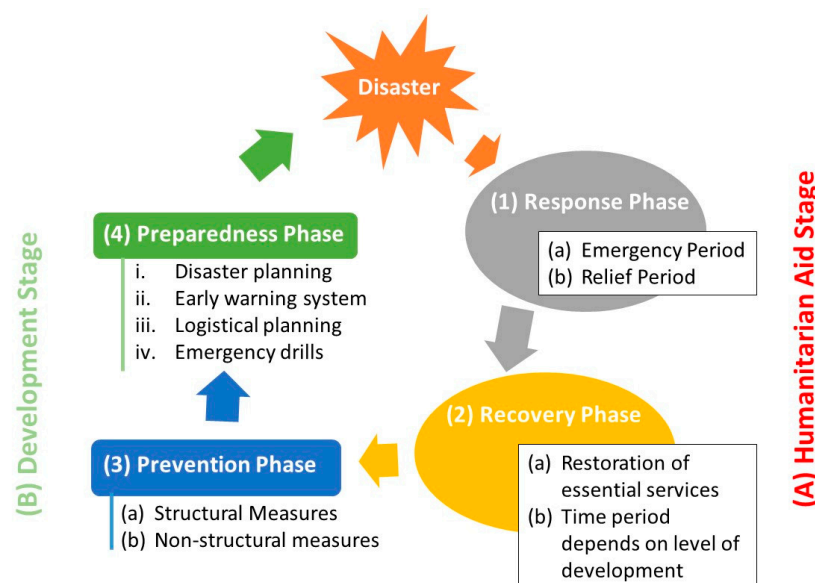 Disaster
(1) Response Phase
(a) Emergency Period
(b) Relief Period
(2) Recovery Phase
(a) Restoration of
essential services
(b) Time period
depends on level of
development
(3) Prevention Phase
(a) Structural Measures
(b) Non-structural measures
(4) Preparedness Phase
i. Disaster planning
ii. Early warning system
iii. Logistical planning
iv. Emergency drills
(B) Development Stage
(A) Humanitarian Aid Stage